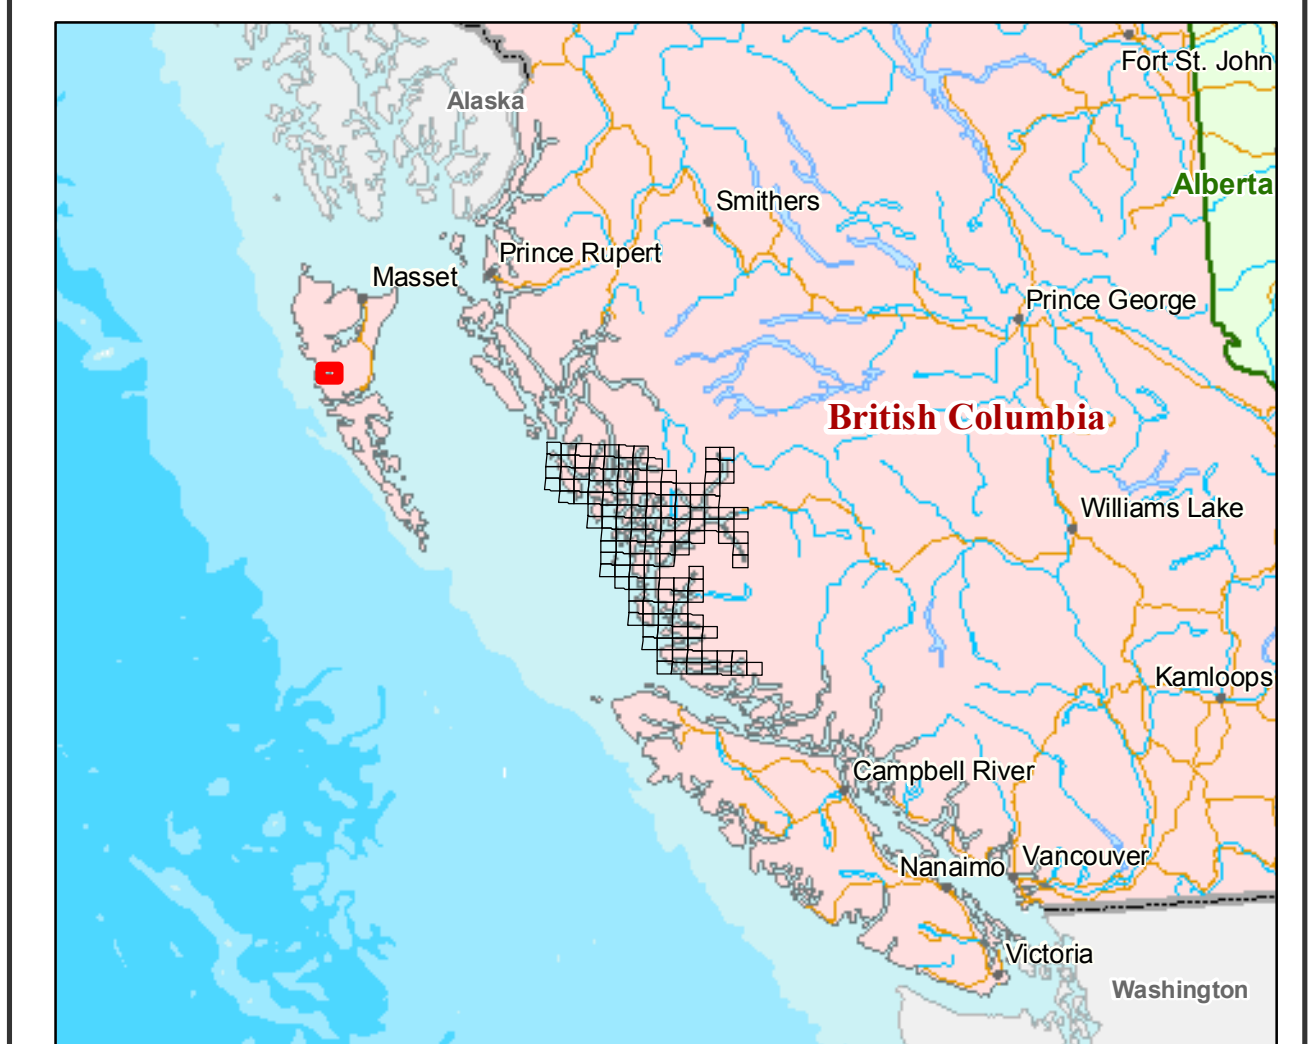 Fort St. John
Alaska
Alberta
Smithers
Prince Rupert
Masset
Prince George
British Columbia
Williams Lake
Kamloops
Campbell River
Vancouver
Nanaimo
Victoria
Washington